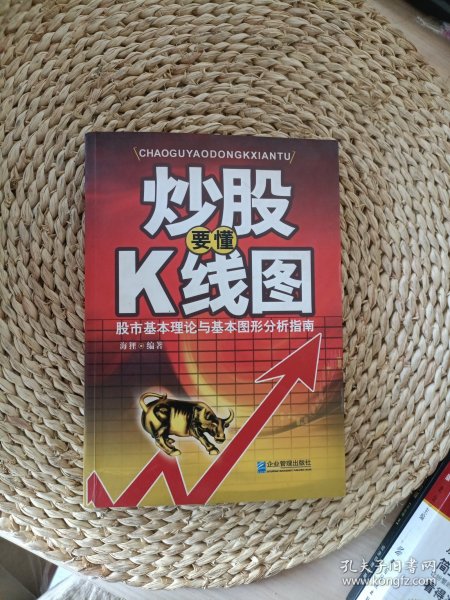 CHAOGUYAODONGKXIANTU
炒股
要懂
K线图
股市基本理论与基本图形分析指南
海狸·编著
企业管理出版社
孔夫子旧书网
www.kongfz.com